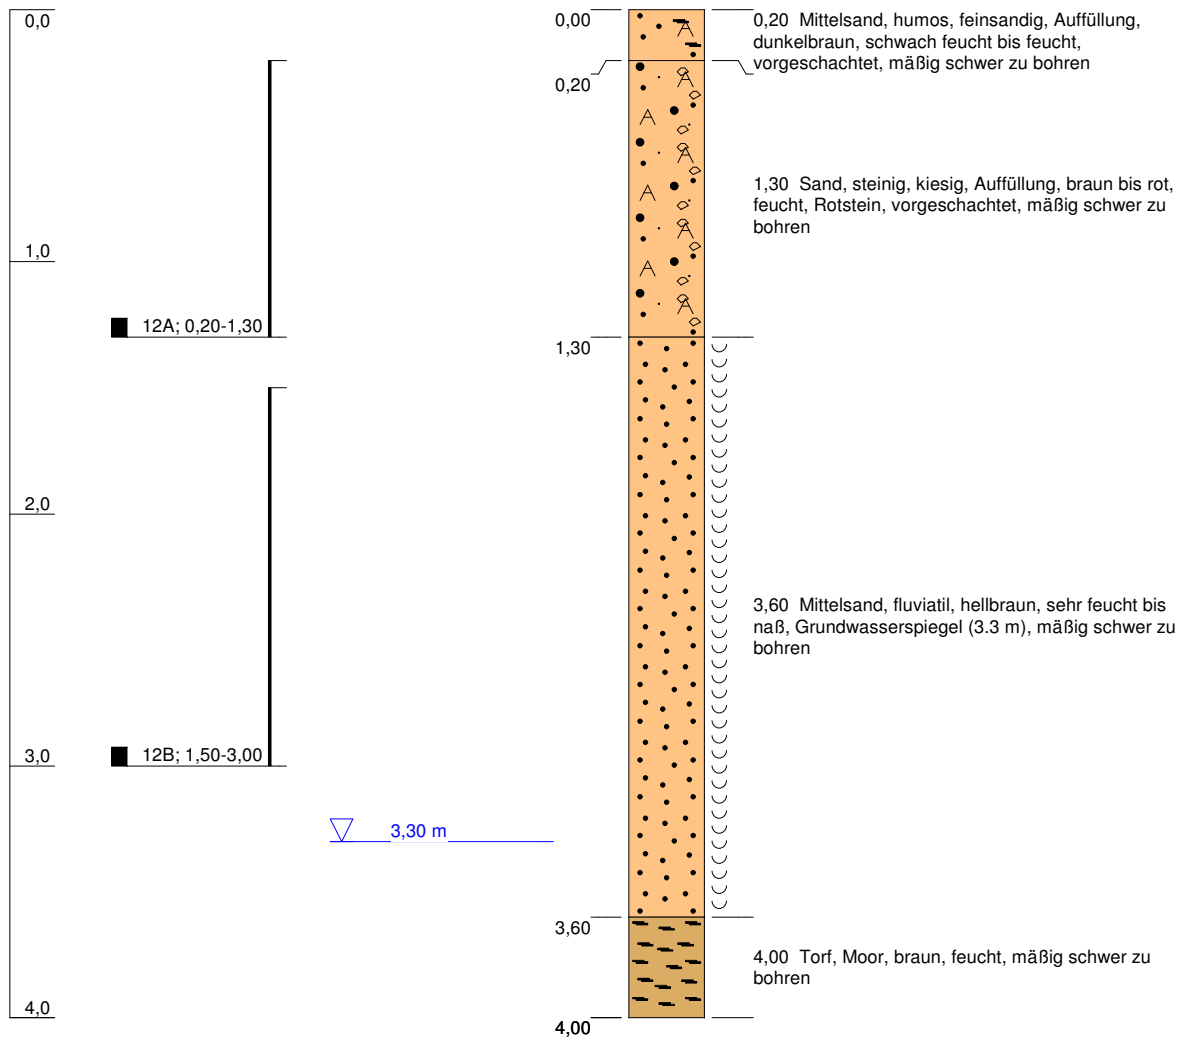 0,0
1,0
2,0
3,0
4,0
12A; 0,20-1,30
12B; 1,50-3,00
3,30 m
0,00
0,20
1,30
3,60
4,00
0,20 Mittelsand, humos, feinsandig, Auffüllung,
dunkelbraun, schwach feucht bis feucht,
vorgeschachtet, mäßig schwer zu bohren
1,30 Sand, steinig, kiesig, Auffüllung, braun bis rot,
feucht, Rotstein, vorgeschachtet, mäßig schwer zu
bohren
3,60 Mittelsand, fluviatil, hellbraun, sehr feucht bis
naß, Grundwasserspiegel (3.3 m), mäßig schwer zu
bohren
4,00 Torf, Moor, braun, feucht, mäßig schwer zu
bohren